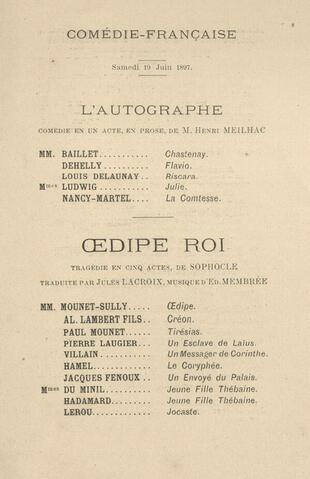 COMÉDIE-FRANÇAISE
Samedi 19 Juin 1897.
L'AUTOGRAPHE
COMÉDIE EN UN ACTE, EN PROSE, DE M. HENRI MEILHAC
MM. BAILLET.......... Chastenay.
DEHELLY.......... Flavio.
LOUIS DELAUNAY.. Riscara.
Mmes LUDWIG.......... Julie.
NANCY-MARTEL.... La Comtesse.
ŒDIPE ROI
TRAGÉDIE EN CINQ ACTES, DE SOPHOCLE
TRADUITE PAR JULES LACROIX, MUSIQUE D'ED. MEMBRÉE
MM. MOUNET-SULLY..... Œdipe.
AL. LAMBERT FILS.. Créon.
PAUL MOUNET...... Tirésias.
PIERRE LAUGIER... Un Esclave de Laïus.
VILLAIN........... Un Messager de Corinthe.
HAMEL............ Le Coryphée.
JACQUES FENOUX.. Un Envoyé du Palais.
Mmes DU MINIL.......... Jeune Fille Thébaine.
HADAMARD........ Jeune Fille Thébaine.
LEROU............ Jocaste.